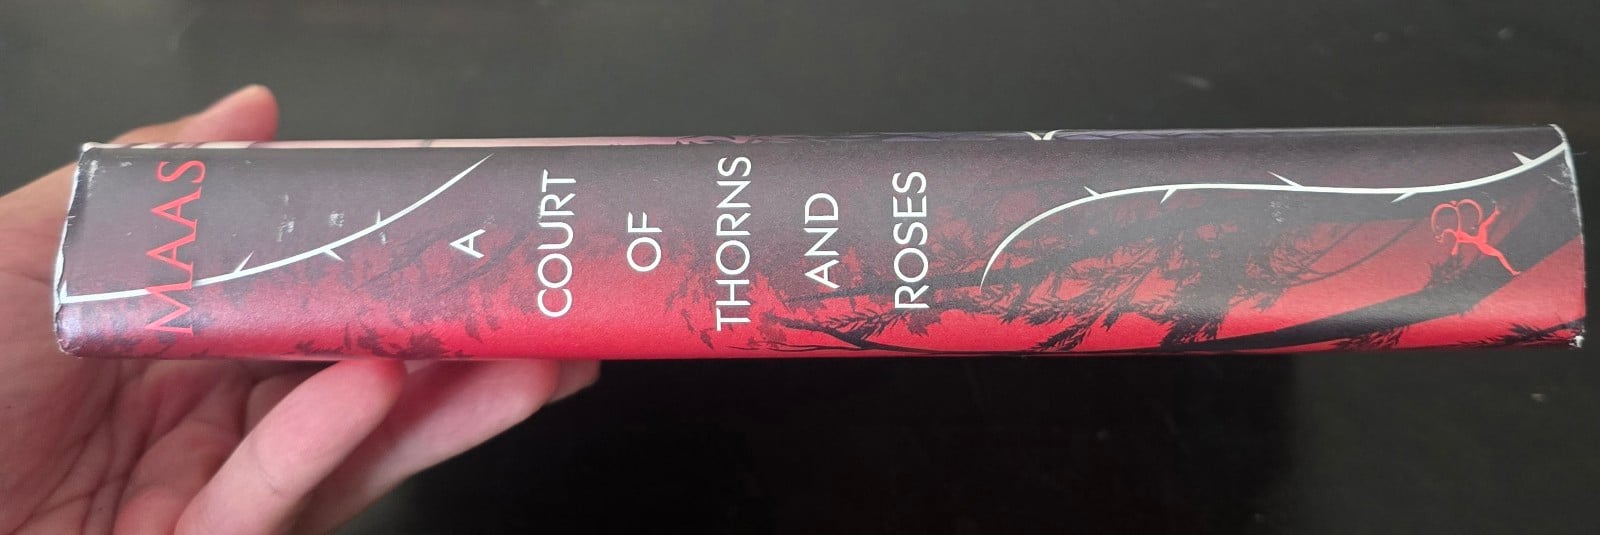 MAAS
A
COURT
OF
THORNS
AND
ROSES